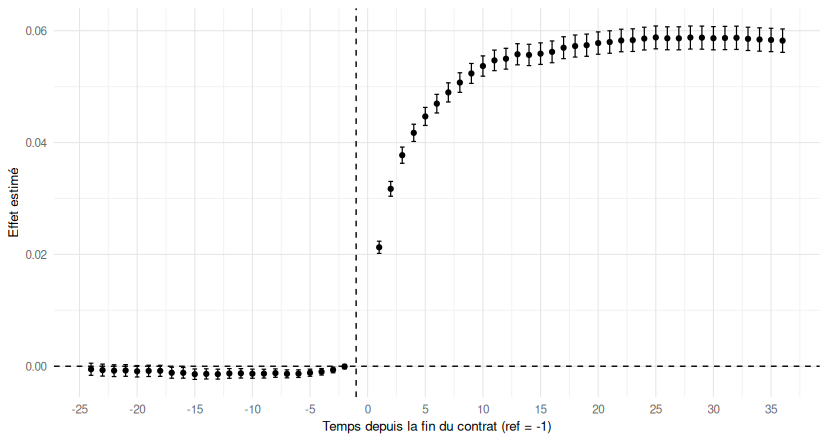 0.06
0.04
0.02
0.00
Effet estimé
-25 -20 -15 -10 -5 0 5 10 15 20 25 30 35
Temps depuis la fin du contrat (ref = -1)